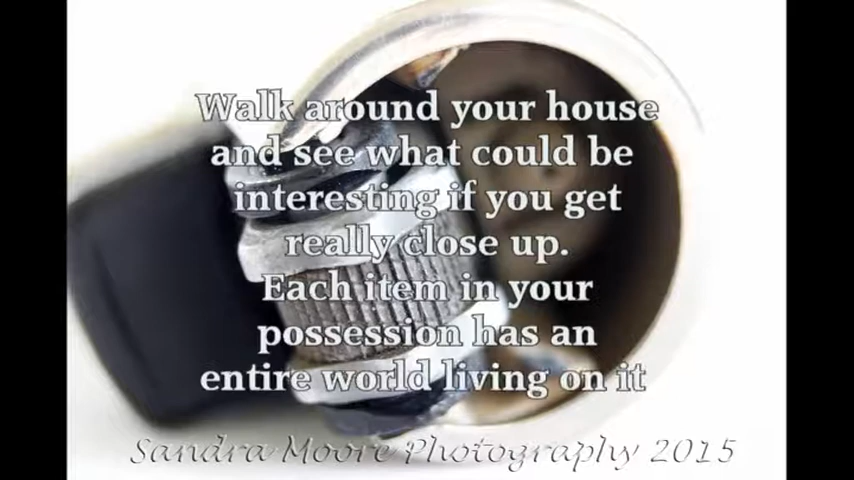 Walk around your house
and see what could be
interesting if you get
really close up.
Each item in your
possession has an
entire world living on it
Sandra Moore Photography 2015